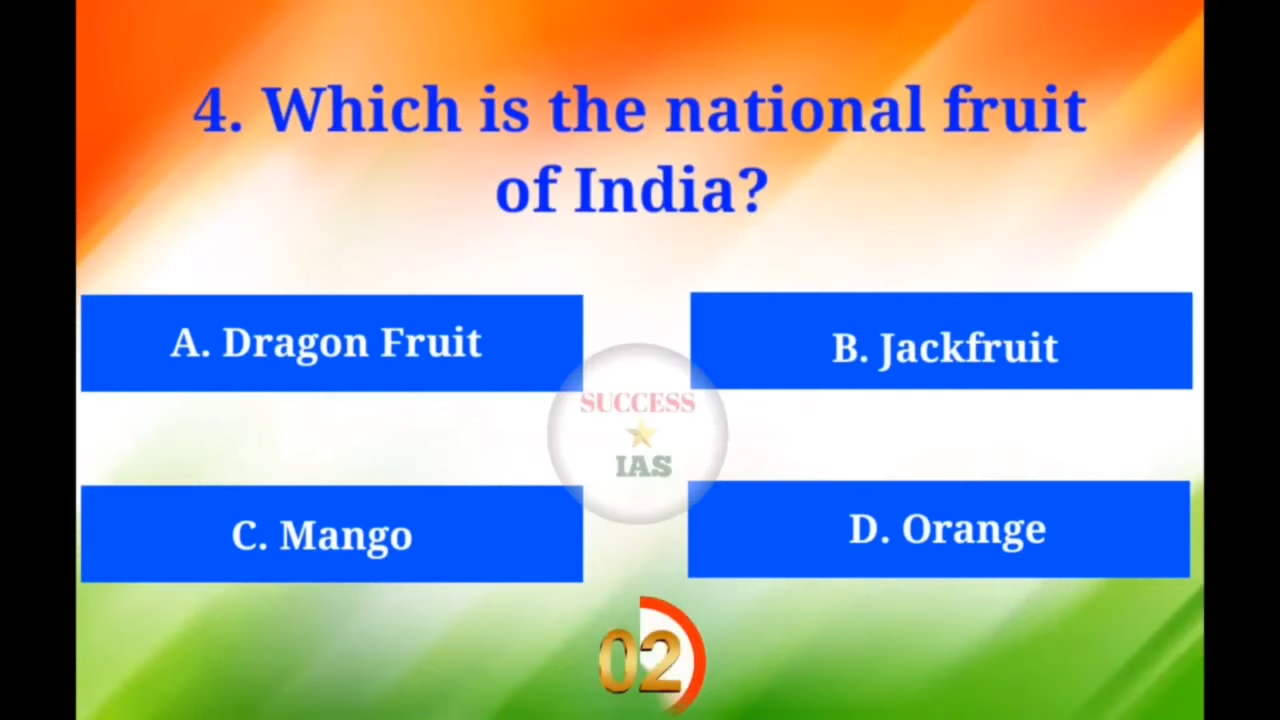 4. Which is the national fruit
of India?
A. Dragon Fruit
B. Jackfruit
SUCCESS
IAS
C. Mango
D. Orange
02